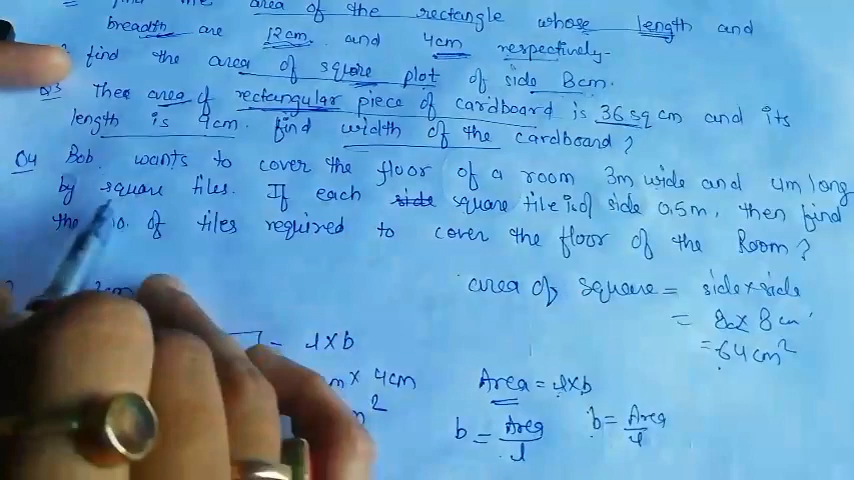 area of the rectangle whose length and
breadth are 12cm. and 4cm respectively-
find the area of square plot of side 8cm.
Q3 The area of rectangular piece of cardboard is 36 sq cm and its
length is 9cm. find width of the cardboard?
Q4 Bob. wants to cover the floor of a room 3m wide and 4m long
by square tiles. If each side square tile is of side 0.5m, then find
the no. of tiles required to cover the floor of the Room?
area of square = side x side
= 8 x 8 cm
= 64 cm²
= l x b
x 4cm
Area = l x b
b = Area / l
b = Area / l